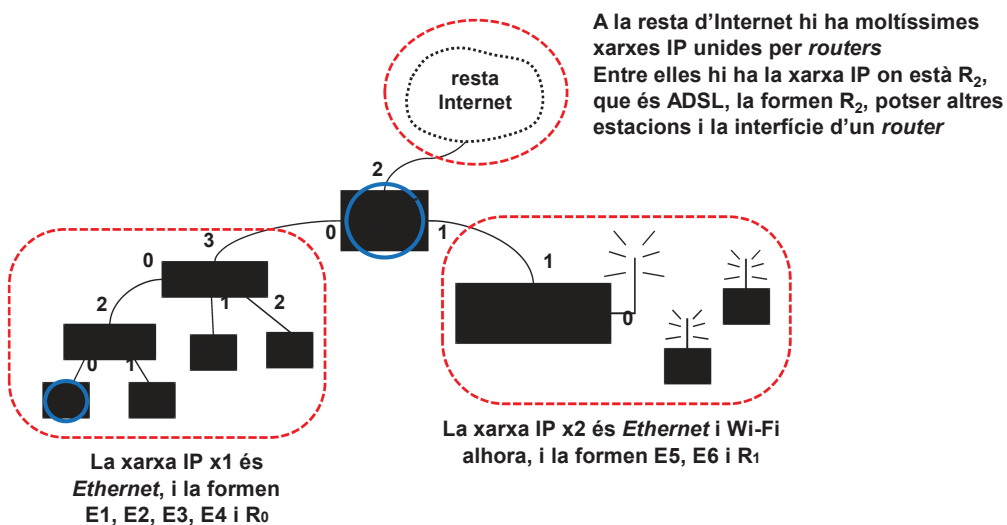 A la resta d’Internet hi ha moltíssimes
xarxes IP unides per routers
Entre elles hi ha la xarxa IP on està R2,
que és ADSL, la formen R2, potser altres
estacions i la interfície d’un router
resta
Internet
2
0
1
3
0
1
2
2
0
1
1
0
La xarxa IP x1 és
Ethernet, i la formen
E1, E2, E3, E4 i R0
La xarxa IP x2 és Ethernet i Wi-Fi
alhora, i la formen E5, E6 i R1